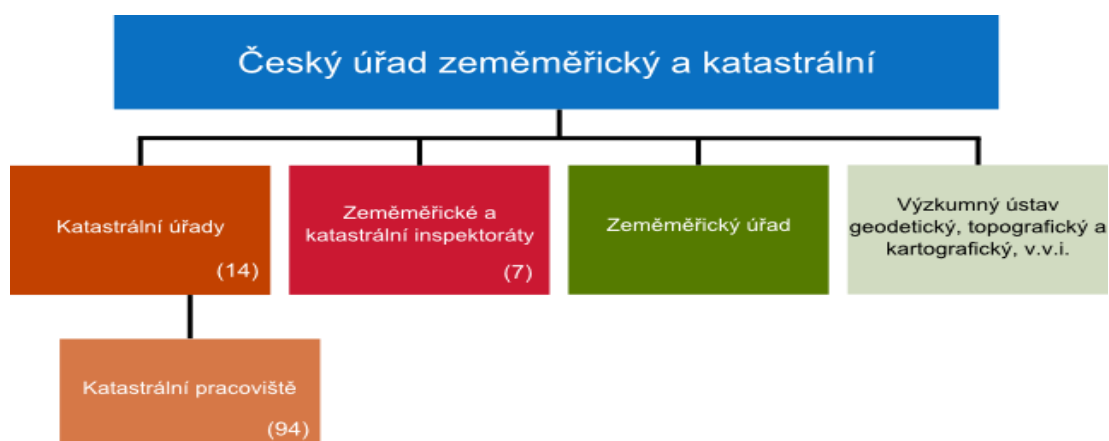 Český úřad zeměměřický a katastrální
Katastrální úřady
(14)
Zeměměřické a
katastrální inspektoráty
(7)
Zeměměřický úřad
Výzkumný ústav
geodetický, topografický a
kartografický, v.v.i.
Katastrální pracoviště
(94)